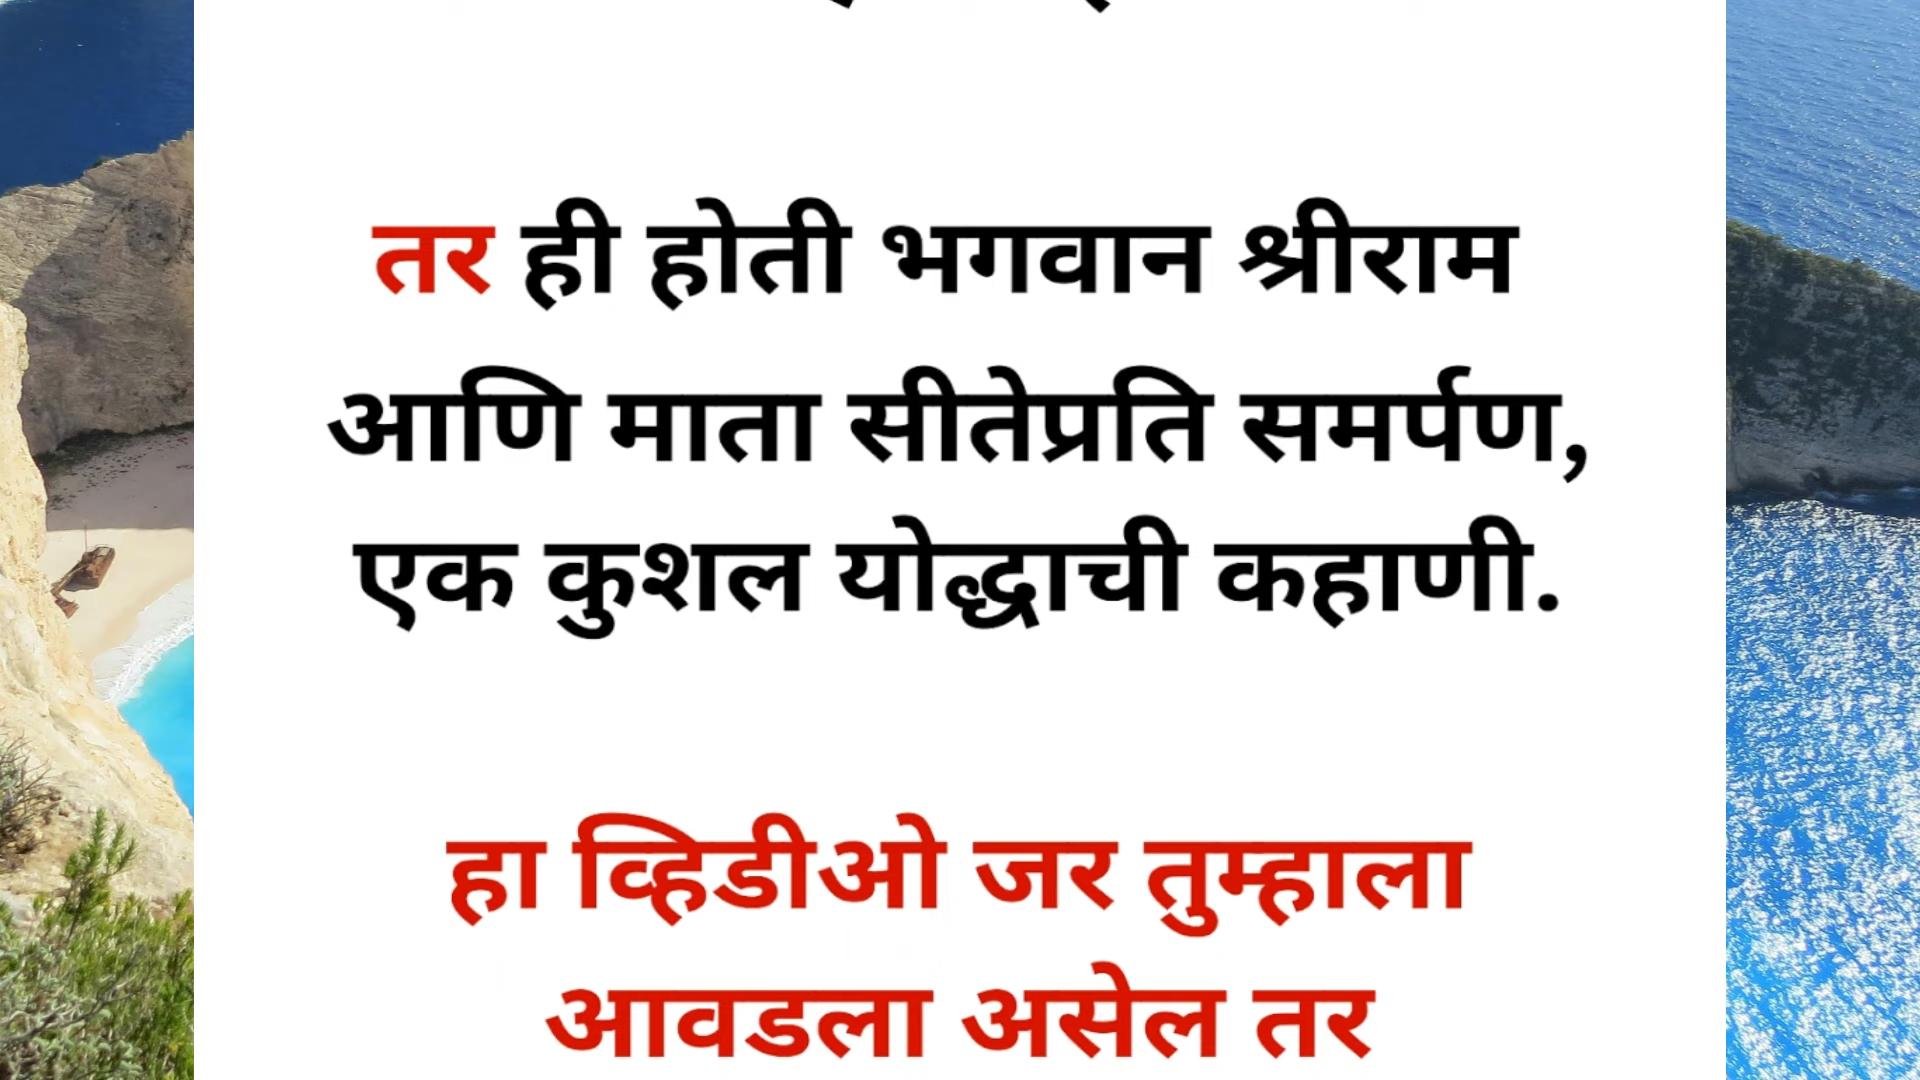 तर ही होती भगवान श्रीराम
आणि माता सीतेप्रति समर्पण,
एक कुशल योद्धाची कहाणी.
हा व्हिडीओ जर तुम्हाला
आवडला असेल तर